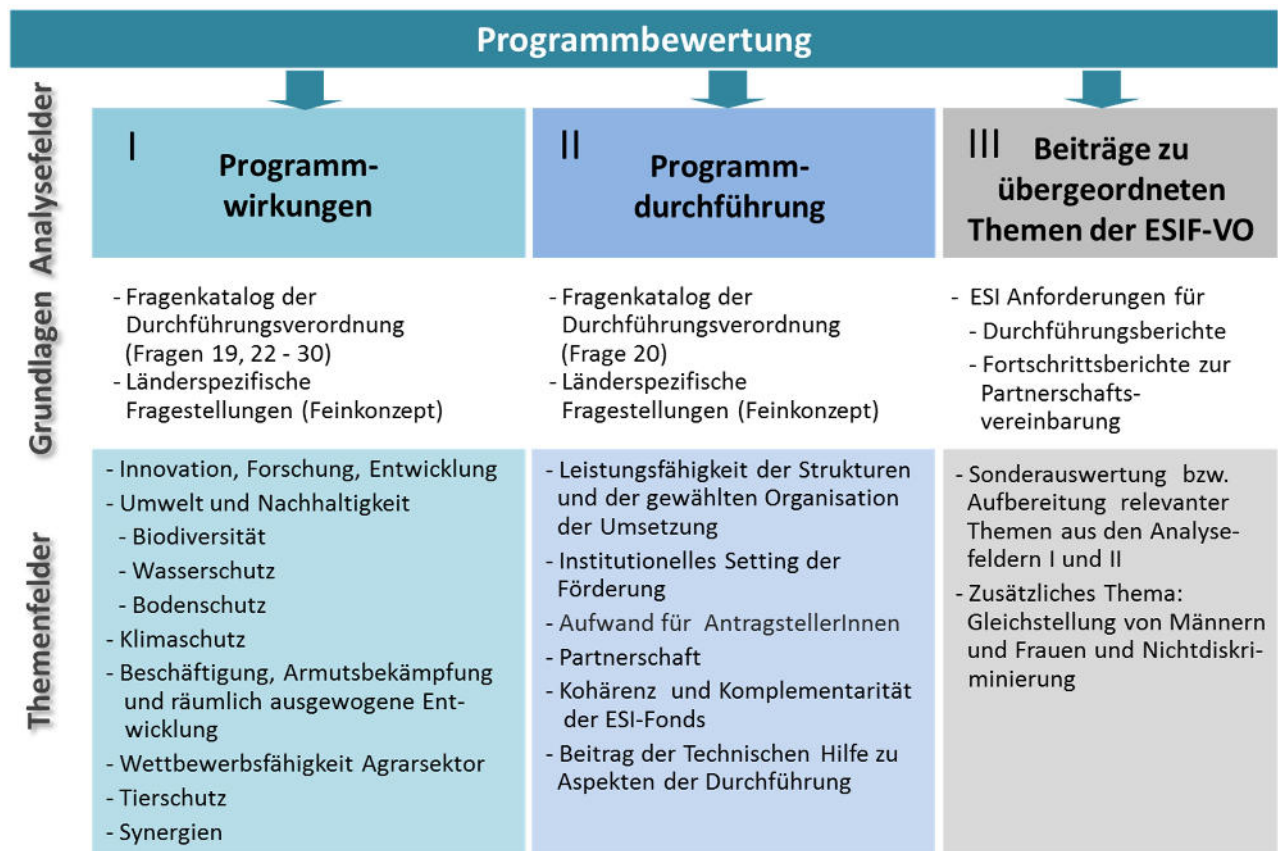 Programmbewertung
Analysefelder
I
Programm-
wirkungen
II
Programm-
durchführung
III Beiträge zu
übergeordneten
Themen der ESIF-VO
Grundlagen
- Fragenkatalog der
Durchführungsverordnung
(Fragen 19, 22 - 30)
- Länderspezifische
Fragestellungen (Feinkonzept)
- Fragenkatalog der
Durchführungsverordnung
(Frage 20)
- Länderspezifische
Fragestellungen (Feinkonzept)
- ESI Anforderungen für
- Durchführungsberichte
- Fortschrittsberichte zur
Partnerschafts-
vereinbarung
Themenfelder
- Innovation, Forschung, Entwicklung
- Umwelt und Nachhaltigkeit
- Biodiversität
- Wasserschutz
- Bodenschutz
- Klimaschutz
- Beschäftigung, Armutsbekämpfung
und räumlich ausgewogene Ent-
wicklung
- Wettbewerbsfähigkeit Agrarsektor
- Tierschutz
- Synergien
- Leistungsfähigkeit der Strukturen
und der gewählten Organisation
der Umsetzung
- Institutionelles Setting der
Förderung
- Aufwand für AntragstellerInnen
- Partnerschaft
- Kohärenz und Komplementarität
der ESI-Fonds
- Beitrag der Technischen Hilfe zu
Aspekten der Durchführung
- Sonderauswertung bzw.
Aufbereitung relevanter
Themen aus den Analyse-
feldern I und II
- Zusätzliches Thema:
Gleichstellung von Männern
und Frauen und Nichtdiskri-
minierung